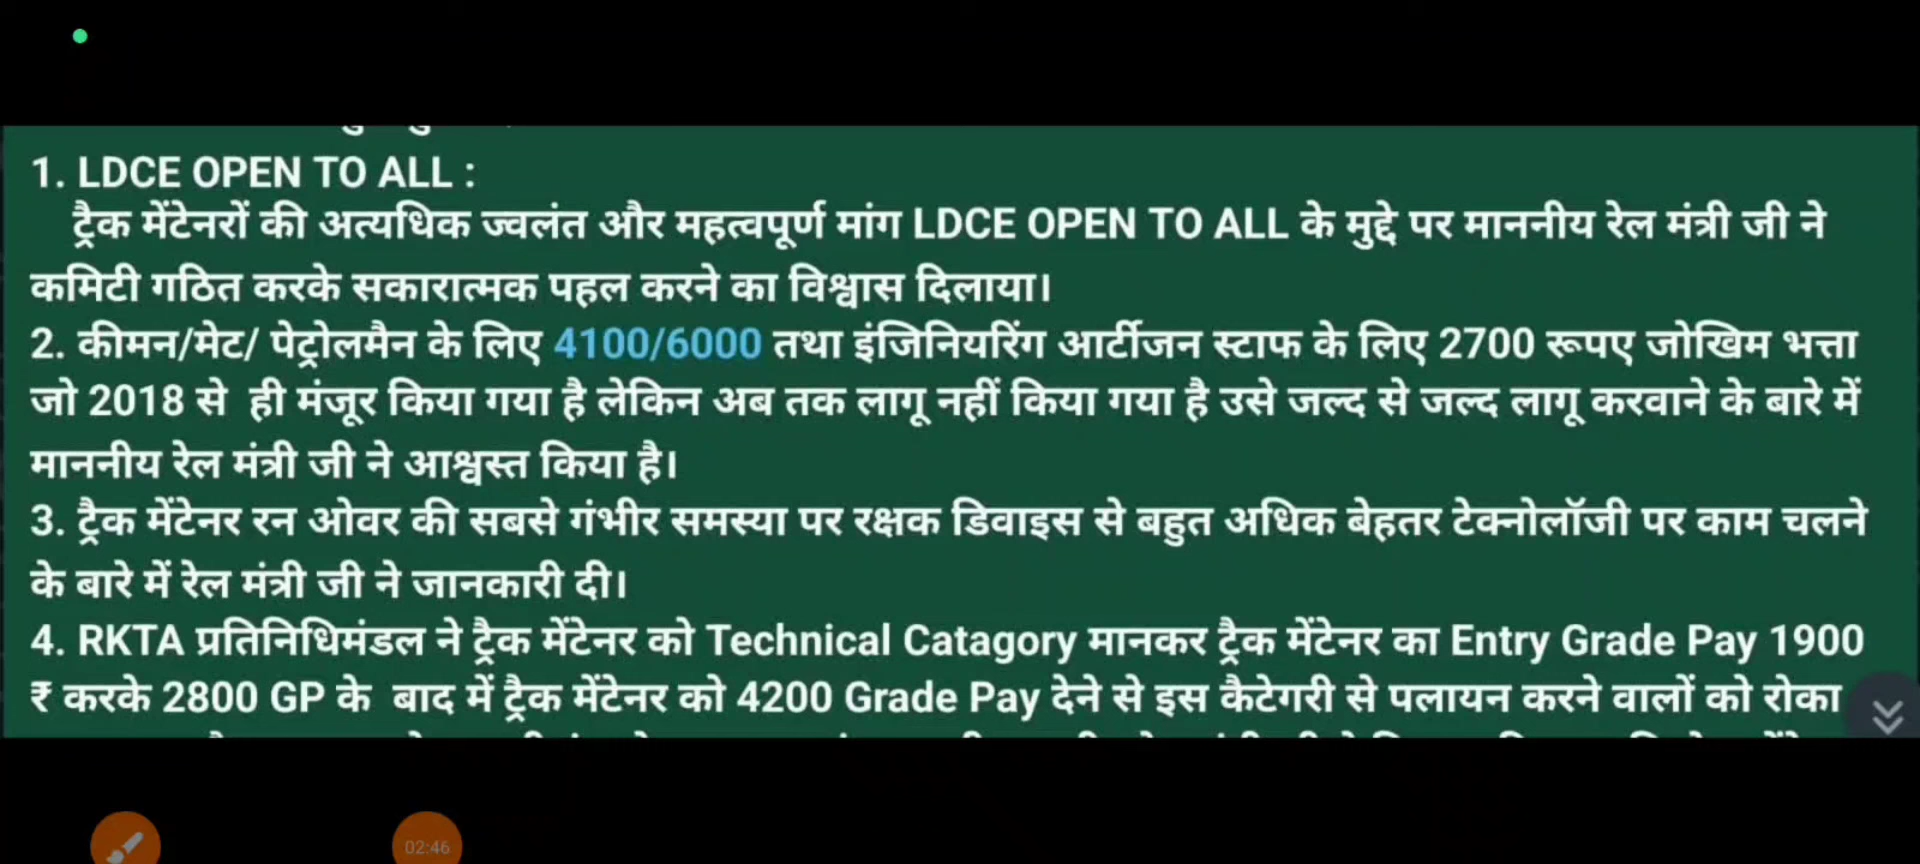 1. LDCE OPEN TO ALL :
ट्रैक मेंटेनरों की अत्यधिक ज्वलंत और महत्वपूर्ण मांग LDCE OPEN TO ALL के मुद्दे पर माननीय रेल मंत्री जी ने
कमिटी गठित करके सकारात्मक पहल करने का विश्वास दिलाया।
2. कीमन/मेट/ पेट्रोलमैन के लिए 4100/6000 तथा इंजिनियरिंग आर्टीजन स्टाफ के लिए 2700 रूपए जोखिम भत्ता
जो 2018 से ही मंजूर किया गया है लेकिन अब तक लागू नहीं किया गया है उसे जल्द से जल्द लागू करवाने के बारे में
माननीय रेल मंत्री जी ने आश्वस्त किया है।
3. ट्रैक मेंटेनर रन ओवर की सबसे गंभीर समस्या पर रक्षक डिवाइस से बहुत अधिक बेहतर टेक्नोलॉजी पर काम चलने
के बारे में रेल मंत्री जी ने जानकारी दी।
4. RKTA प्रतिनिधिमंडल ने ट्रैक मेंटेनर को Technical Catagory मानकर ट्रैक मेंटेनर का Entry Grade Pay 1900
₹ करके 2800 GP के बाद में ट्रैक मेंटेनर को 4200 Grade Pay देने से इस कैटेगरी से पलायन करने वालों को रोका
02:46